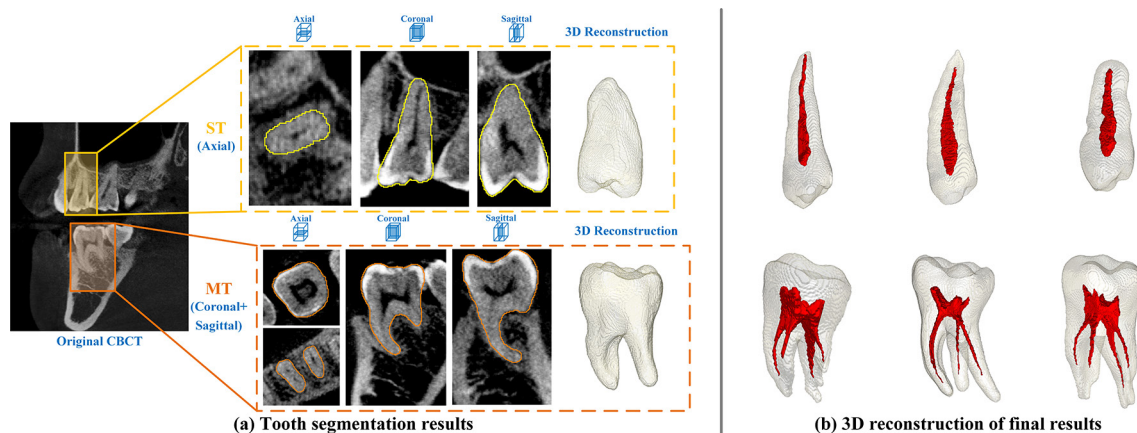 Axial
Coronal
Sagittal
3D Reconstruction
ST
(Axial)
Axial
Coronal
Sagittal
3D Reconstruction
MT
(Coronal+
Sagittal)
Original CBCT
(a) Tooth segmentation results
(b) 3D reconstruction of final results